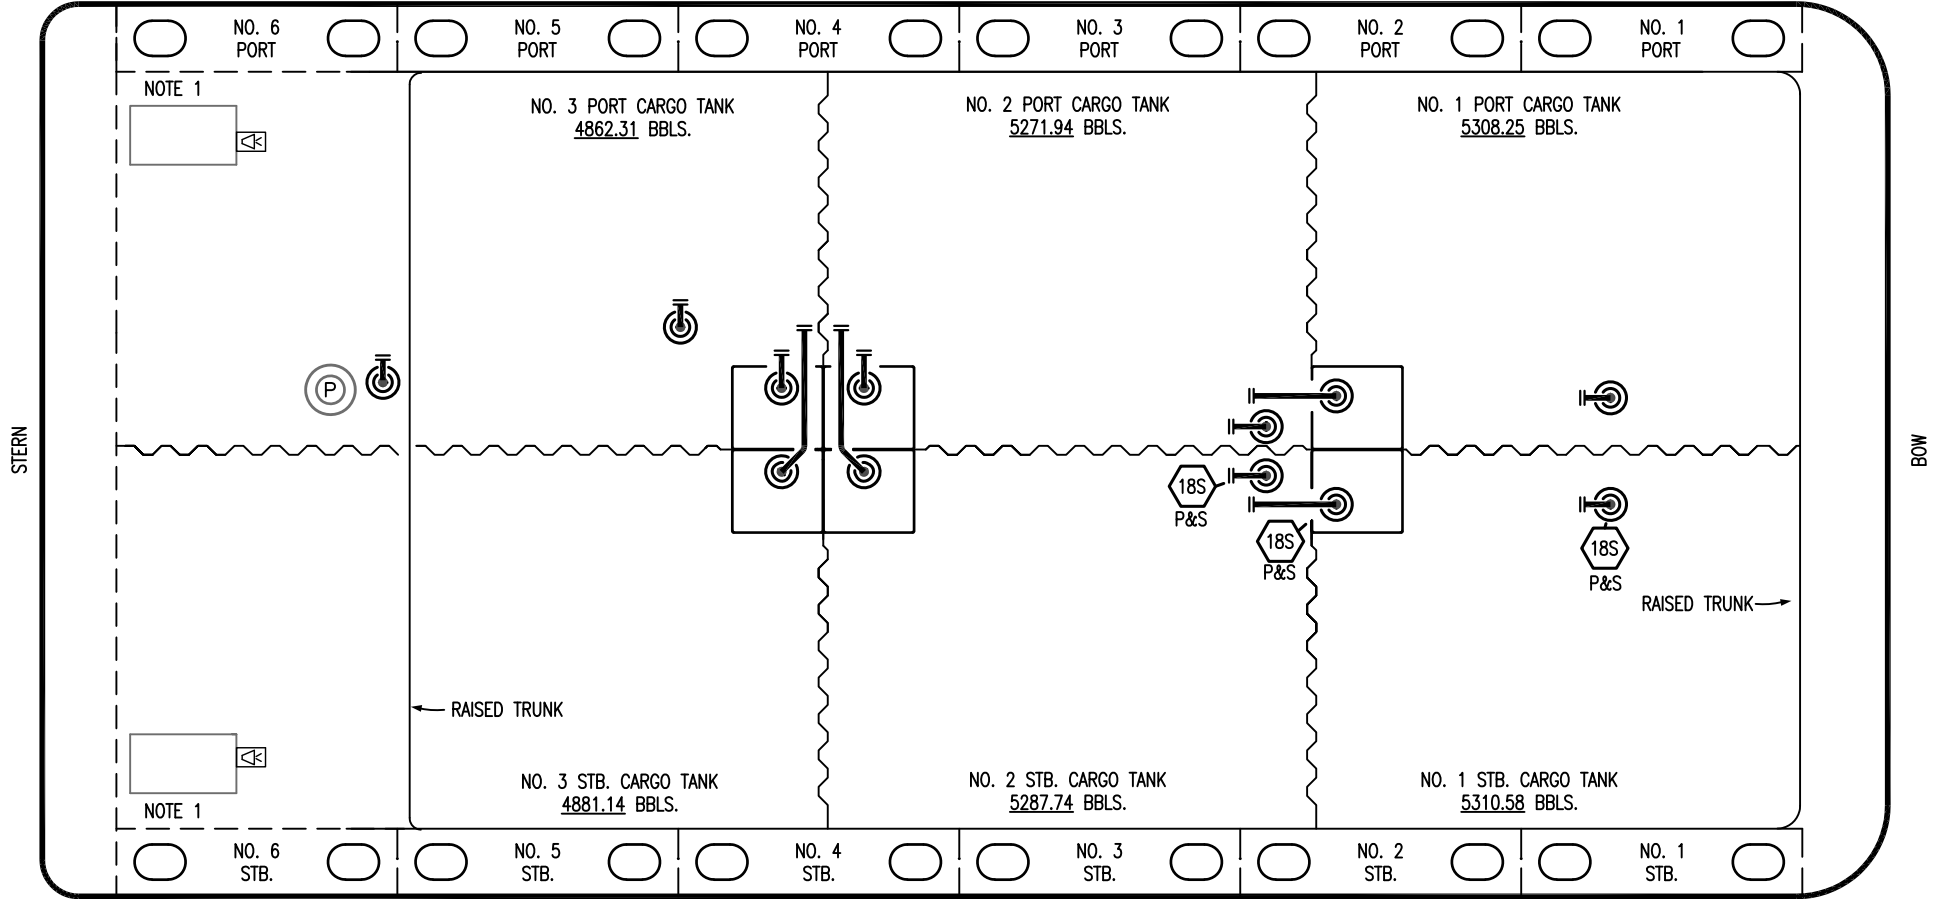 NO. 6
PORT
NO. 5
PORT
NO. 4
PORT
NO. 3
PORT
NO. 2
PORT
NO. 1
PORT
NOTE 1
NO. 3 PORT CARGO TANK
4862.31 BBLS.
NO. 2 PORT CARGO TANK
5271.94 BBLS.
NO. 1 PORT CARGO TANK
5308.25 BBLS.
P
STERN
BOW
18S
P&S
18S
P&S
18S
P&S
RAISED TRUNK
RAISED TRUNK
NO. 3 STB. CARGO TANK
4881.14 BBLS.
NO. 2 STB. CARGO TANK
5287.74 BBLS.
NO. 1 STB. CARGO TANK
5310.58 BBLS.
NOTE 1
NO. 6
STB.
NO. 5
STB.
NO. 4
STB.
NO. 3
STB.
NO. 2
STB.
NO. 1
STB.